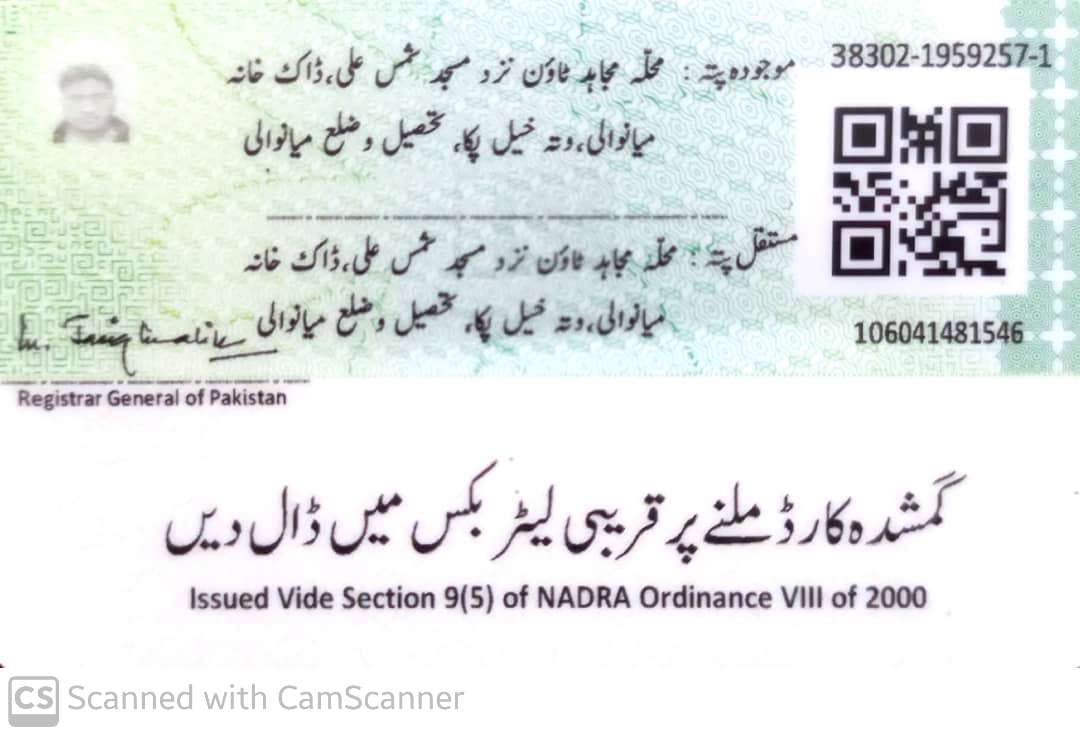 38302-1959257-1
موجودہ پتہ : محلہ مجاہد ٹاؤن نزد مسجد شمس علی، ڈاک خانہ
میانوالی، وتہ خیل پکا، تحصیل و ضلع میانوالی
مستقل پتہ : محلہ مجاہد ٹاؤن نزد مسجد شمس علی، ڈاک خانہ
میانوالی، وتہ خیل پکا، تحصیل و ضلع میانوالی
106041481546
Registrar General of Pakistan
گمشدہ کارڈ ملنے پر قریبی لیٹر بکس میں ڈال دیں
Issued Vide Section 9(5) of NADRA Ordinance VIII of 2000
CS Scanned with CamScanner